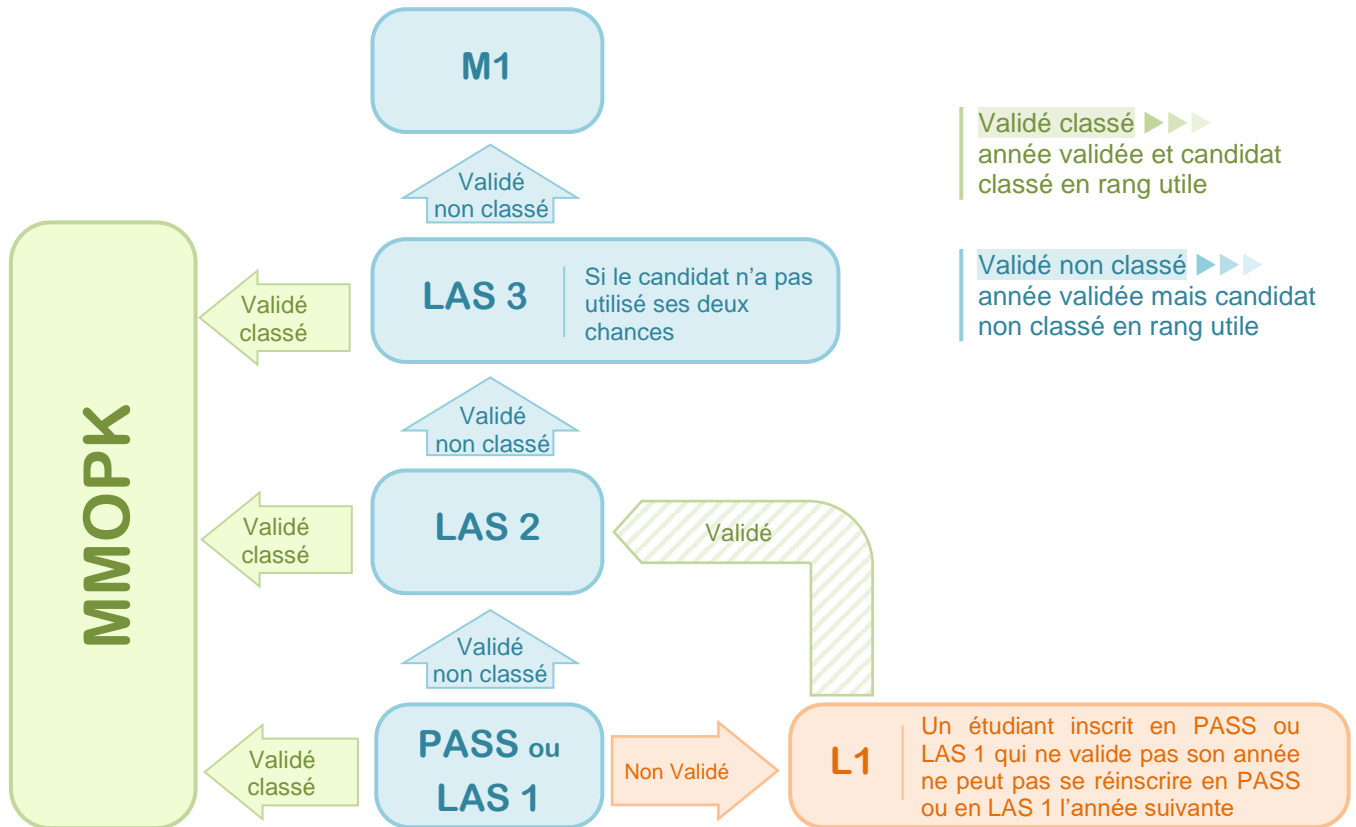 M1
Validé
non classé
Validé classé
année validée et candidat
classé en rang utile
Validé non classé
année validée mais candidat
non classé en rang utile
MMOPK
Validé
classé
LAS 3
Si le candidat n'a pas
utilisé ses deux
chances
Validé
non classé
Validé
classé
LAS 2
Validé
Validé
non classé
Validé
classé
PASS ou
LAS 1
Non Validé
L1
Un étudiant inscrit en PASS ou
LAS 1 qui ne valide pas son année
ne peut pas se réinscrire en PASS
ou en LAS 1 l'année suivante